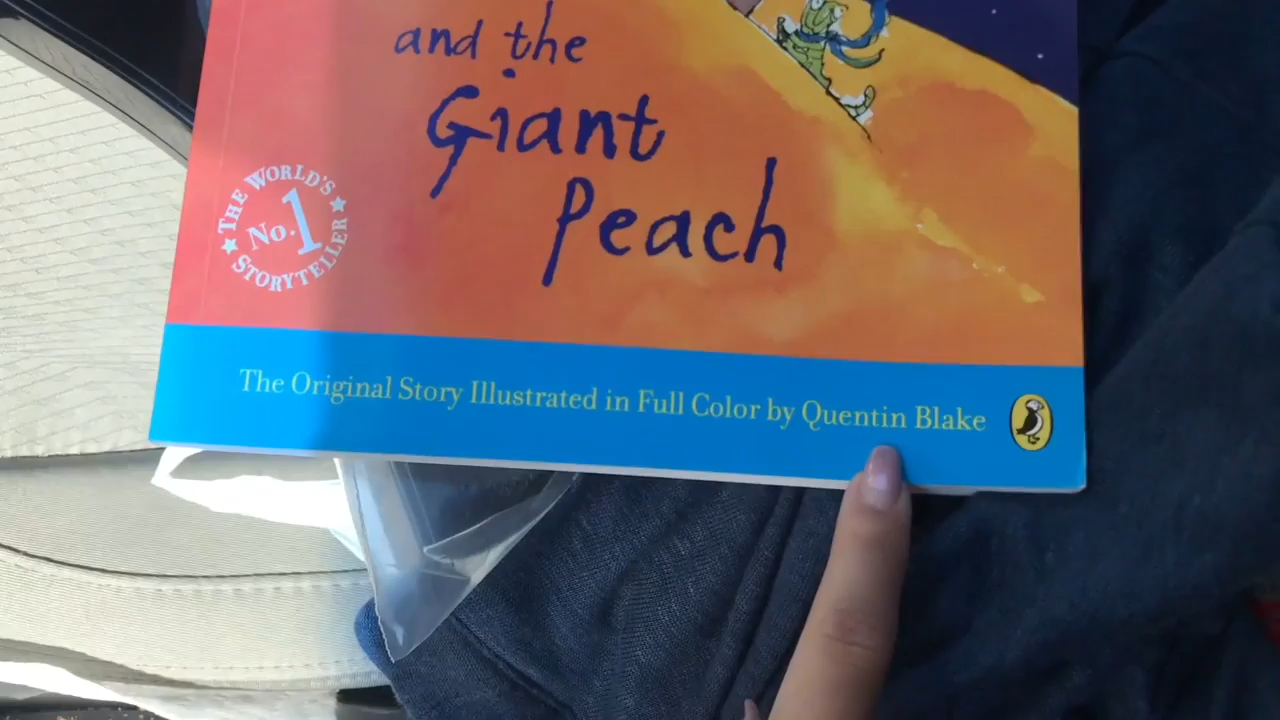 and the
Giant
Peach
THE WORLD'S
No.1
STORYTELLER
The Original Story Illustrated in Full Color by Quentin Blake